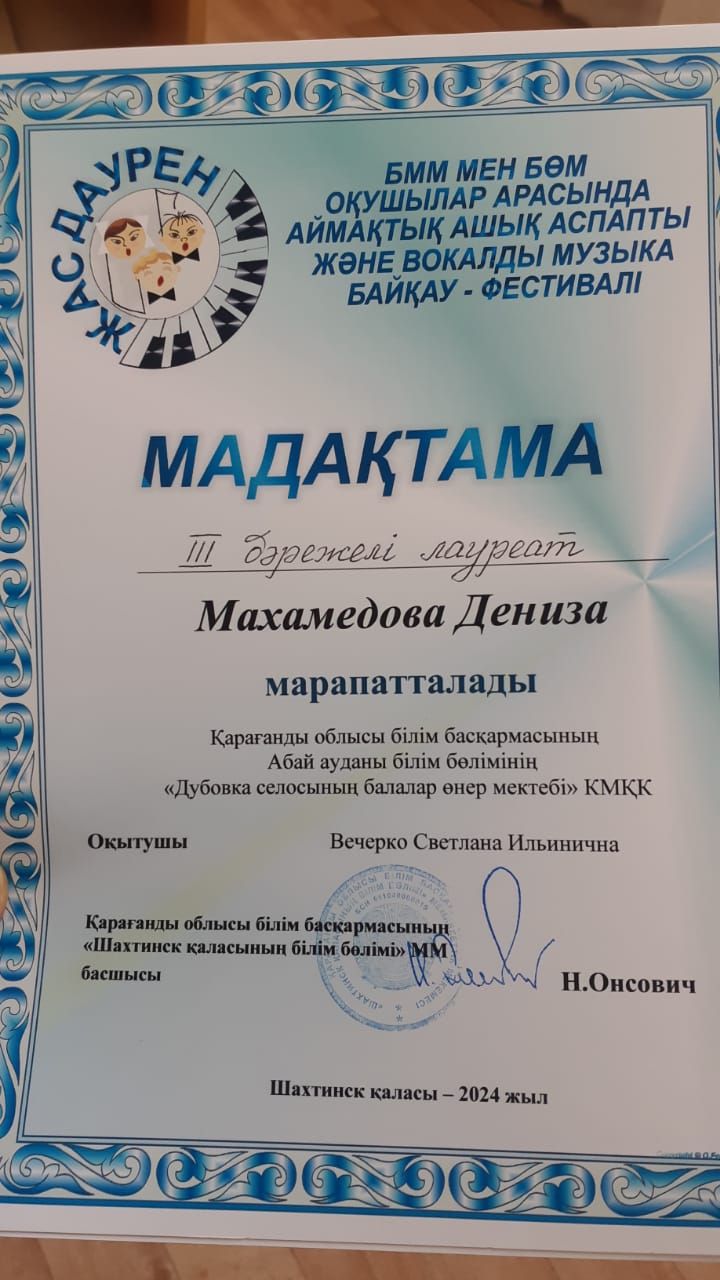 ЖАС ДАУРЕН
БММ МЕН БӨМ
ОҚУШЫЛАР АРАСЫНДА
АЙМАҚТЫҚ АШЫҚ АСПАПТЫ
ЖӘНЕ ВОКАЛДЫ МУЗЫКА
БАЙҚАУ - ФЕСТИВАЛІ
МАДАҚТАМА
III дәрежелі лауреат
Махамедова Дениза
марапатталады
Қарағанды облысы білім басқармасының
Абай ауданы білім бөлімінің
«Дубовка селосының балалар өнер мектебі» КМҚК
Оқытушы Вечерко Светлана Ильинична
Қарағанды облысы білім басқармасының
«Шахтинск қаласының білім бөлімі» ММ
басшысы Н.Онсович
Шахтинск қаласы – 2024 жыл